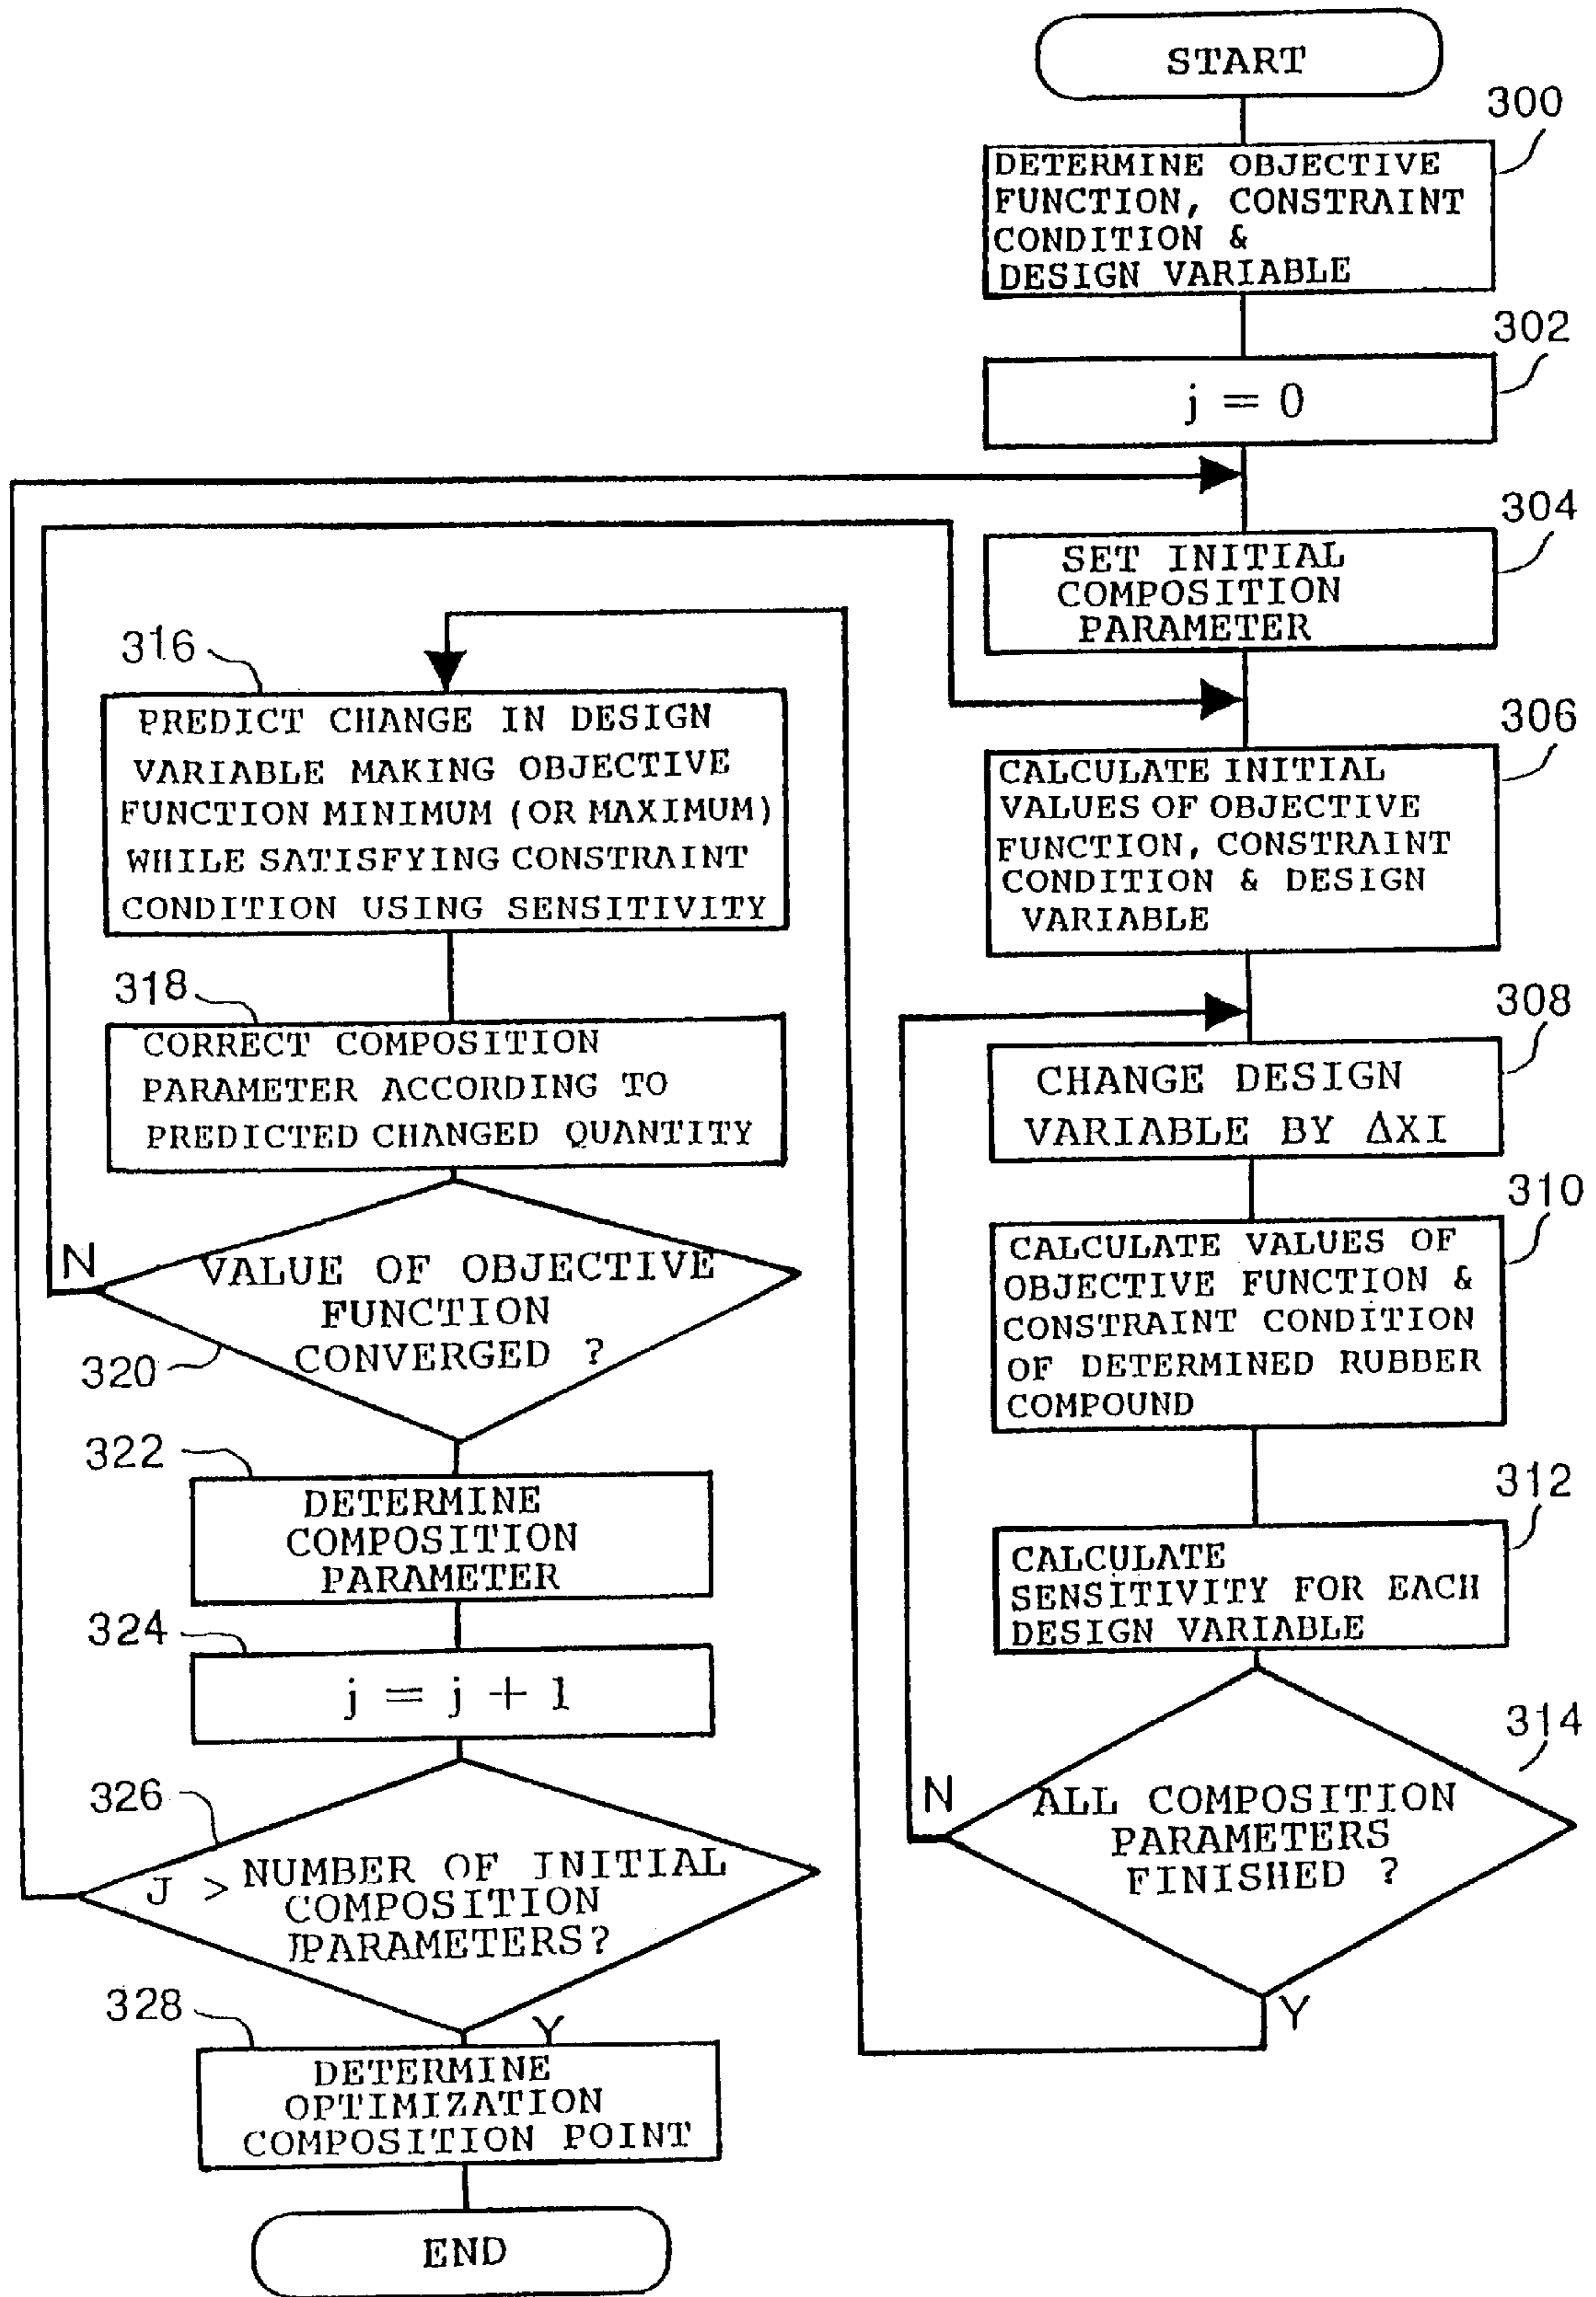 START
300
DETERMINE OBJECTIVE
FUNCTION, CONSTRAINT
CONDITION &
DESIGN VARIABLE
302
j = 0
304
SET INITIAL
COMPOSITION
PARAMETER
306
CALCULATE INITIAL
VALUES OF OBJECTIVE
FUNCTION, CONSTRAINT
CONDITION & DESIGN
VARIABLE
308
CHANGE DESIGN
VARIABLE BY ΔXI
310
CALCULATE VALUES OF
OBJECTIVE FUNCTION &
CONSTRAINT CONDITION
OF DETERMINED RUBBER
COMPOUND
312
CALCULATE
SENSITIVITY FOR EACH
DESIGN VARIABLE
314
N
ALL COMPOSITION
PARAMETERS
FINISHED ?
Y
316
PREDICT CHANGE IN DESIGN
VARIABLE MAKING OBJECTIVE
FUNCTION MINIMUM (OR MAXIMUM)
WHILE SATISFYING CONSTRAINT
CONDITION USING SENSITIVITY
318
CORRECT COMPOSITION
PARAMETER ACCORDING TO
PREDICTED CHANGED QUANTITY
N
VALUE OF OBJECTIVE
FUNCTION
CONVERGED ?
320
322
DETERMINE
COMPOSITION
PARAMETER
324
j = j + 1
326
J > NUMBER OF INITIAL
COMPOSITION
PARAMETERS?
Y
328
DETERMINE
OPTIMIZATION
COMPOSITION POINT
END